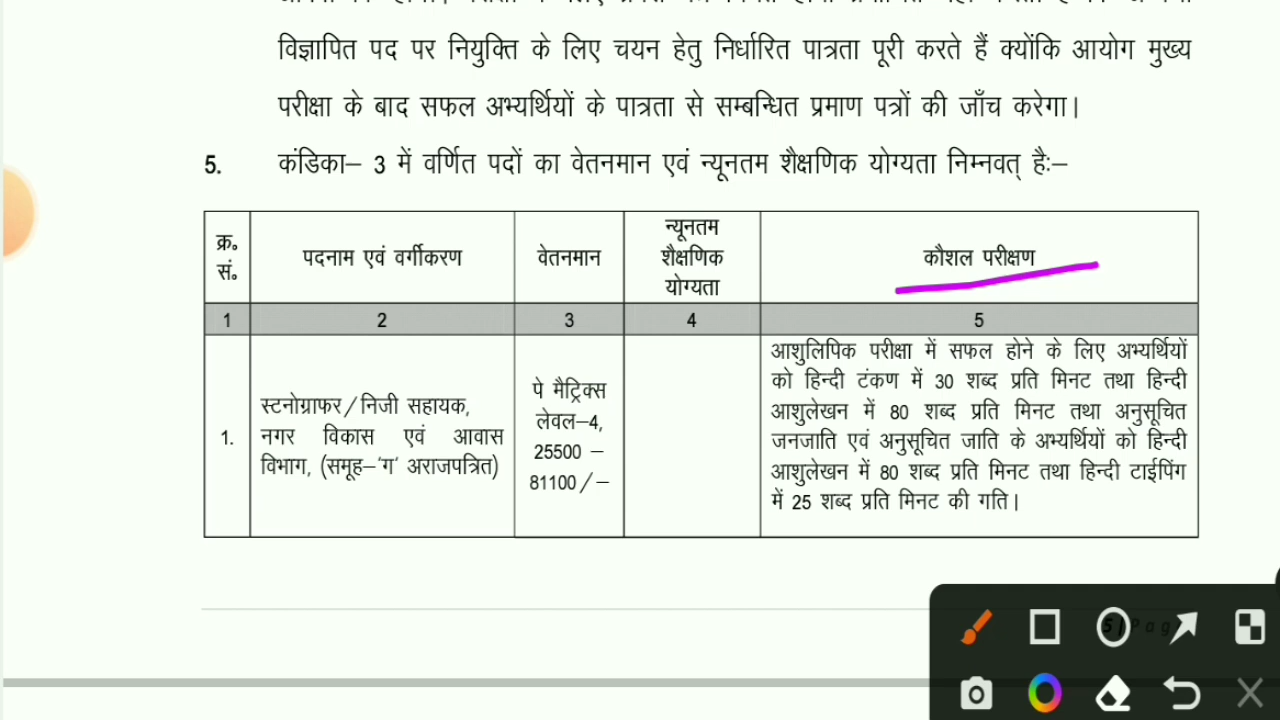 विज्ञापित पद पर नियुक्ति के लिए चयन हेतु निर्धारित पात्रता पूरी करते हैं क्योंकि आयोग मुख्य
परीक्षा के बाद सफल अभ्यर्थियों के पात्रता से सम्बन्धित प्रमाण पत्रों की जाँच करेगा।
5. कंडिका– 3 में वर्णित पदों का वेतनमान एवं न्यूनतम शैक्षणिक योग्यता निम्नवत् हैः–
क्र॰
सं॰
पदनाम एवं वर्गीकरण
वेतनमान
न्यूनतम
शैक्षणिक
योग्यता
कौशल परीक्षण
1 2 3 4 5
1.
स्टनोग्राफर/निजी सहायक,
नगर विकास एवं आवास
विभाग, (समूह–'ग' अराजपत्रित)
पे मैट्रिक्स
लेवल–4,
25500 –
81100/–
आशुलिपिक परीक्षा में सफल होने के लिए अभ्यर्थियों
को हिन्दी टंकण में 30 शब्द प्रति मिनट तथा हिन्दी
आशुलेखन में 80 शब्द प्रति मिनट तथा अनुसूचित
जनजाति एवं अनुसूचित जाति के अभ्यर्थियों को हिन्दी
आशुलेखन में 80 शब्द प्रति मिनट तथा हिन्दी टाईपिंग
में 25 शब्द प्रति मिनट की गति।
5 | Pag